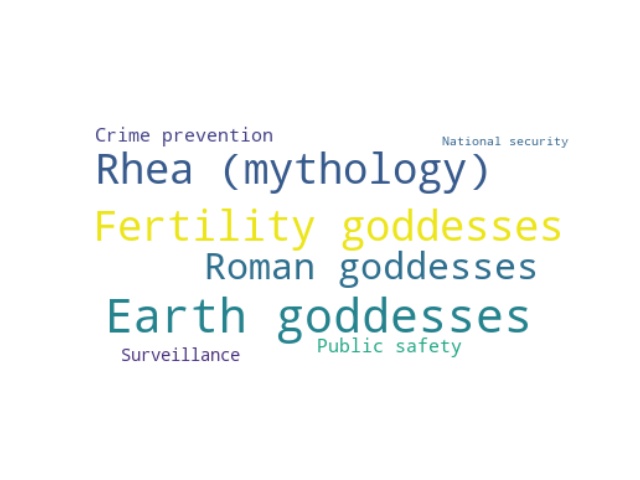 Crime prevention
National security
Rhea (mythology)
Fertility goddesses
Roman goddesses
Earth goddesses
Public safety
Surveillance